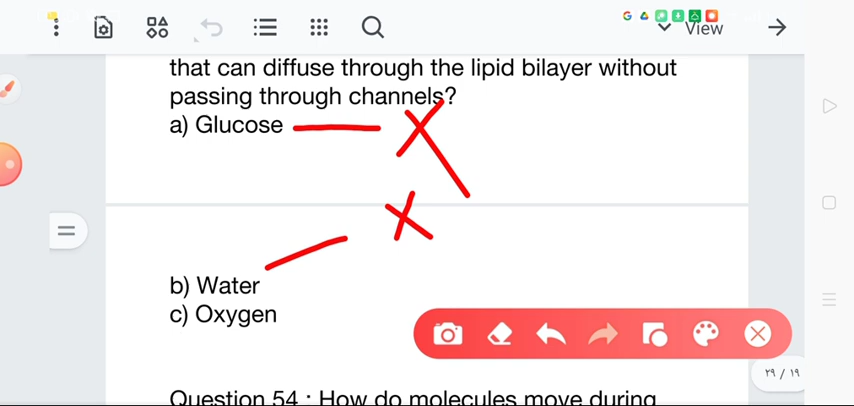 View
that can diffuse through the lipid bilayer without
passing through channels?
a) Glucose
b) Water
c) Oxygen
٢٩ / ١٩
Question 54 : How do molecules move during